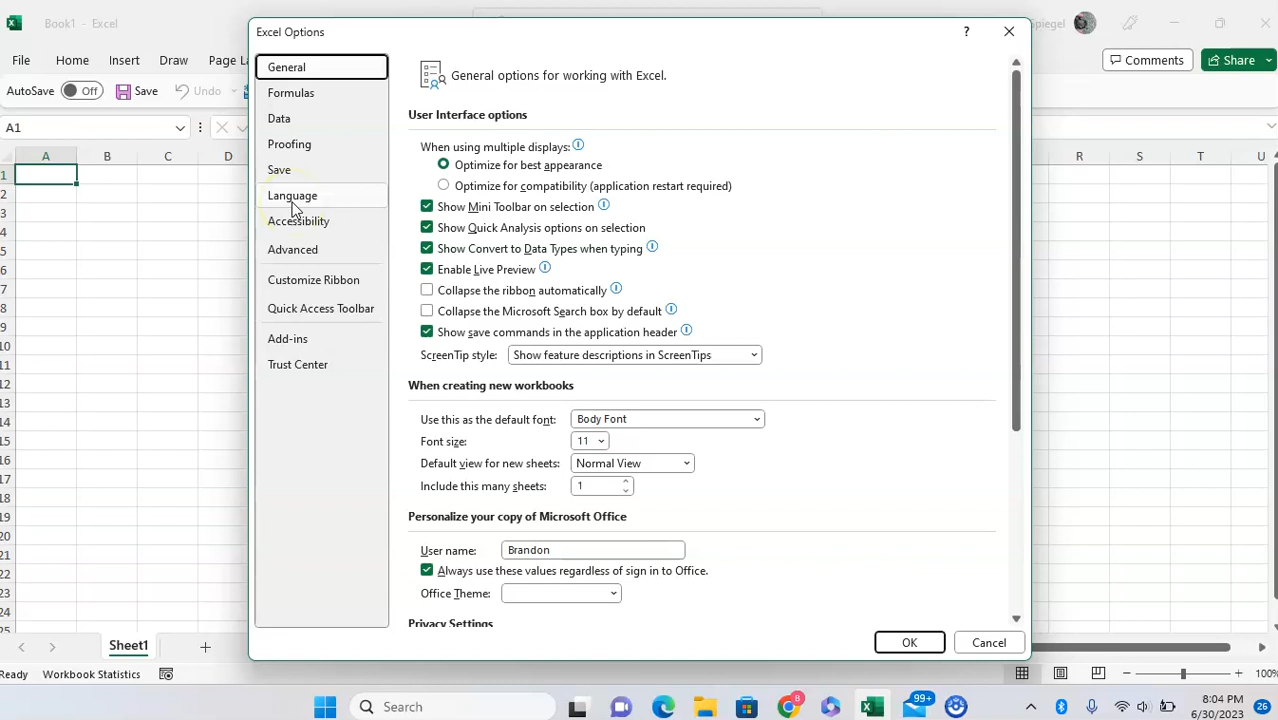 Book1 - Excel
Spiegel
Excel Options
?
File Home Insert Draw Page La
Comments
Share
AutoSave Off Save Undo
A1
A B C D R S T U
1
2
3
4
5
6
7
8
9
10
11
12
13
14
15
16
17
18
19
20
21
22
23
24
25
General
Formulas
Data
Proofing
Save
Language
Accessibility
Advanced
Customize Ribbon
Quick Access Toolbar
Add-ins
Trust Center
General options for working with Excel.
User Interface options
When using multiple displays:
Optimize for best appearance
Optimize for compatibility (application restart required)
Show Mini Toolbar on selection
Show Quick Analysis options on selection
Show Convert to Data Types when typing
Enable Live Preview
Collapse the ribbon automatically
Collapse the Microsoft Search box by default
Show save commands in the application header
ScreenTip style: Show feature descriptions in ScreenTips
When creating new workbooks
Use this as the default font: Body Font
Font size: 11
Default view for new sheets: Normal View
Include this many sheets: 1
Personalize your copy of Microsoft Office
User name: Brandon
Always use these values regardless of sign in to Office.
Office Theme:
Privacy Settings
OK Cancel
Sheet1
Ready Workbook Statistics
100%
Search
8
99+
8:04 PM
6/30/2023
26